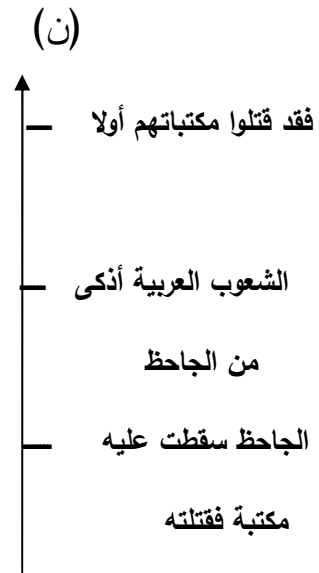 (ن)
فقد قتلوا مكتباتهم أولا
الشعوب العربية أذكى
من الجاحظ
الجاحظ سقطت عليه
مكتبة فقتلته